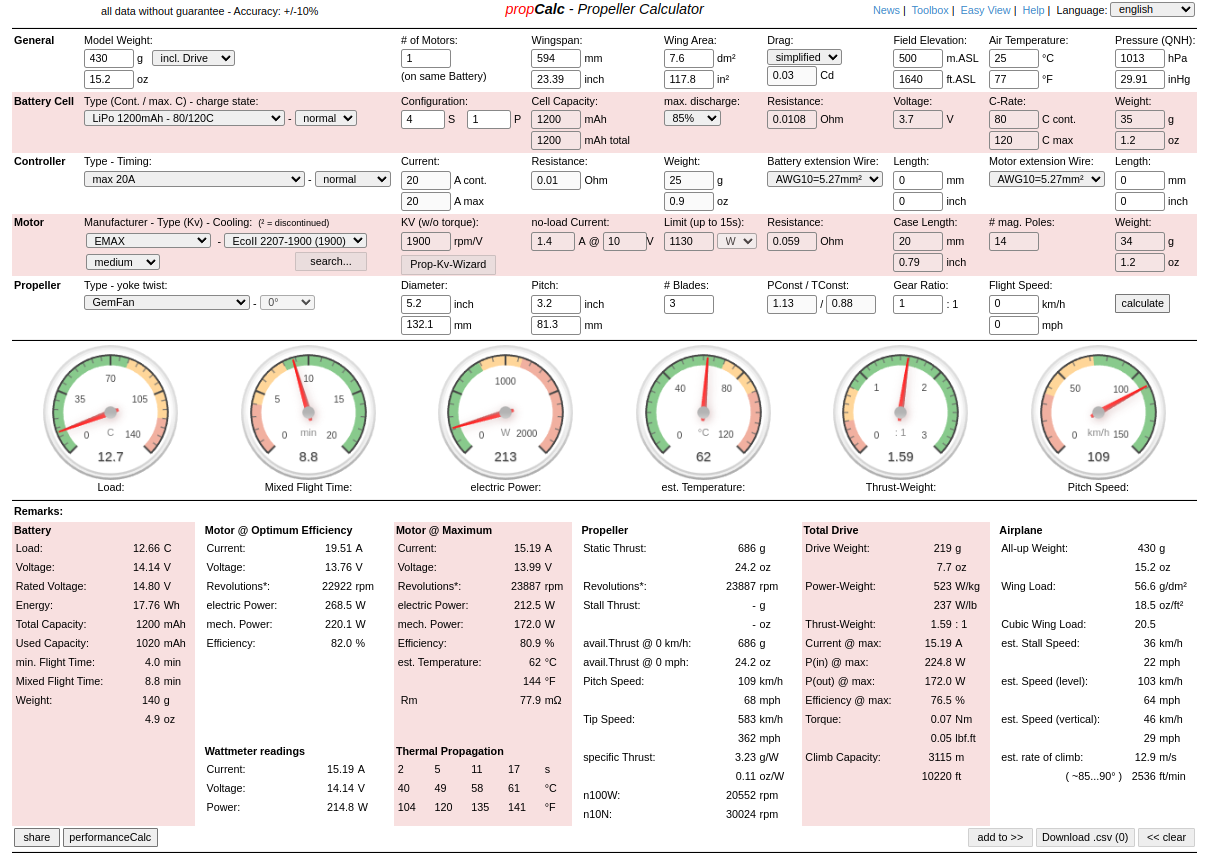 all data without guarantee - Accuracy: +/-10% propCalc - Propeller Calculator News | Toolbox | Easy View | Help | Language: english
General Model Weight: # of Motors: Wingspan: Wing Area: Drag: Field Elevation: Air Temperature: Pressure (QNH):
430 g incl. Drive 1 594 mm 7.6 dm² simplified 500 m.ASL 25 °C 1013 hPa
15.2 oz (on same Battery) 23.39 inch 117.8 in² 0.03 Cd 1640 ft.ASL 77 °F 29.91 inHg
Battery Cell Type (Cont. / max. C) - charge state: Configuration: Cell Capacity: max. discharge: Resistance: Voltage: C-Rate: Weight:
LiPo 1200mAh - 80/120C - normal 4 S 1 P 1200 mAh 85% 0.0108 Ohm 3.7 V 80 C cont. 35 g
1200 mAh total 120 C max 1.2 oz
Controller Type - Timing: Current: Resistance: Weight: Battery extension Wire: Length: Motor extension Wire: Length:
max 20A - normal 20 A cont. 0.01 Ohm 25 g AWG10=5.27mm² 0 mm AWG10=5.27mm² 0 mm
20 A max 0.9 oz 0 inch 0 inch
Motor Manufacturer - Type (Kv) - Cooling: (² = discontinued) KV (w/o torque): no-load Current: Limit (up to 15s): Resistance: Case Length: # mag. Poles: Weight:
EMAX - EcoII 2207-1900 (1900) 1900 rpm/V 1.4 A @ 10 V 1130 W 0.059 Ohm 20 mm 14 34 g
medium search... Prop-Kv-Wizard 0.79 inch 1.2 oz
Propeller Type - yoke twist: Diameter: Pitch: # Blades: PConst / TConst: Gear Ratio: Flight Speed:
GemFan - 0° 5.2 inch 3.2 inch 3 1.13 / 0.88 1 : 1 0 km/h calculate
132.1 mm 81.3 mm 0 mph
0 35 70 105 140 C 12.7 0 5 10 15 20 min 8.8 0 1000 2000 W 213 0 40 80 120 °C 62 0 1 2 3 : 1 1.59 0 50 100 150 km/h 109
Load: Mixed Flight Time: electric Power: est. Temperature: Thrust-Weight: Pitch Speed:
Remarks:
Battery Motor @ Optimum Efficiency Motor @ Maximum Propeller Total Drive Airplane
Load: 12.66 C Current: 19.51 A Current: 15.19 A Static Thrust: 686 g Drive Weight: 219 g All-up Weight: 430 g
Voltage: 14.14 V Voltage: 13.76 V Voltage: 13.99 V 24.2 oz 7.7 oz 15.2 oz
Rated Voltage: 14.80 V Revolutions*: 22922 rpm Revolutions*: 23887 rpm Revolutions*: 23887 rpm Power-Weight: 523 W/kg Wing Load: 56.6 g/dm²
Energy: 17.76 Wh electric Power: 268.5 W electric Power: 212.5 W Stall Thrust: - g 237 W/lb 18.5 oz/ft²
Total Capacity: 1200 mAh mech. Power: 220.1 W mech. Power: 172.0 W - oz Thrust-Weight: 1.59 : 1 Cubic Wing Load: 20.5
Used Capacity: 1020 mAh Efficiency: 82.0 % Efficiency: 80.9 % avail.Thrust @ 0 km/h: 686 g Current @ max: 15.19 A est. Stall Speed: 36 km/h
min. Flight Time: 4.0 min est. Temperature: 62 °C avail.Thrust @ 0 mph: 24.2 oz P(in) @ max: 224.8 W 22 mph
Mixed Flight Time: 8.8 min 144 °F Pitch Speed: 109 km/h P(out) @ max: 172.0 W est. Speed (level): 103 km/h
Weight: 140 g Rm 77.9 mΩ 68 mph Efficiency @ max: 76.5 % 64 mph
4.9 oz Tip Speed: 583 km/h Torque: 0.07 Nm est. Speed (vertical): 46 km/h
362 mph 0.05 lbf.ft 29 mph
Wattmeter readings Thermal Propagation specific Thrust: 3.23 g/W Climb Capacity: 3115 m est. rate of climb: 12.9 m/s
Current: 15.19 A 2 5 11 17 s 0.11 oz/W 10220 ft ( ~85...90° ) 2536 ft/min
Voltage: 14.14 V 40 49 58 61 °C n100W: 20552 rpm
Power: 214.8 W 104 120 135 141 °F n10N: 30024 rpm
share performanceCalc add to >> Download .csv (0) << clear